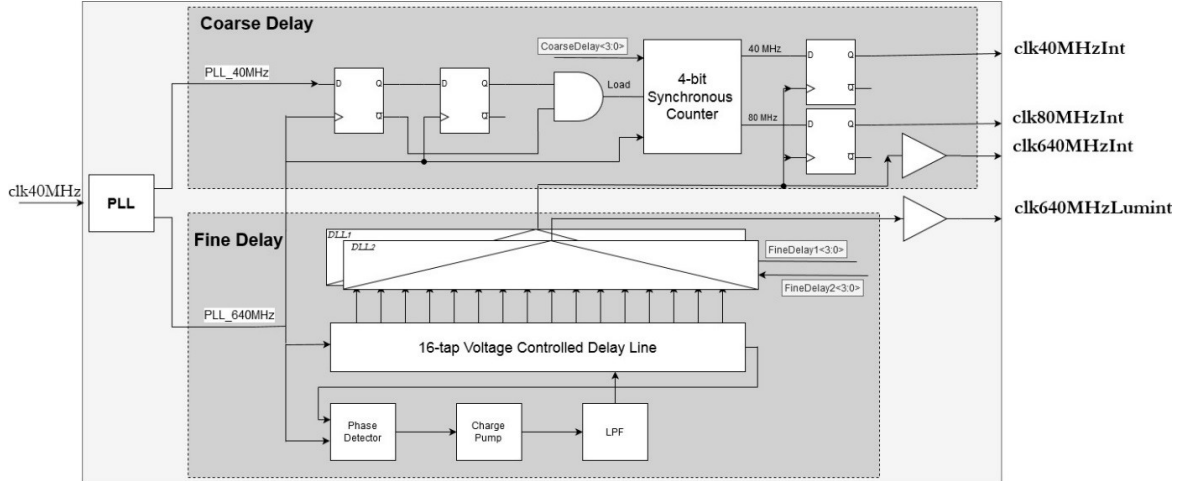 Coarse Delay
CoarseDelay<3:0>
40 MHz
clk40MHzInt
PLL_40MHz
D
Q
Q
D
Q
Q
Load
4-bit
Synchronous
Counter
D
Q
Q
80 MHz
D
Q
Q
clk80MHzInt
clk640MHzInt
clk40MHz
PLL
clk640MHzLumint
Fine Delay
DLL1
DLL2
FineDelay1<3:0>
FineDelay2<3:0>
PLL_640MHz
16-tap Voltage Controlled Delay Line
Phase
Detector
Charge
Pump
LPF